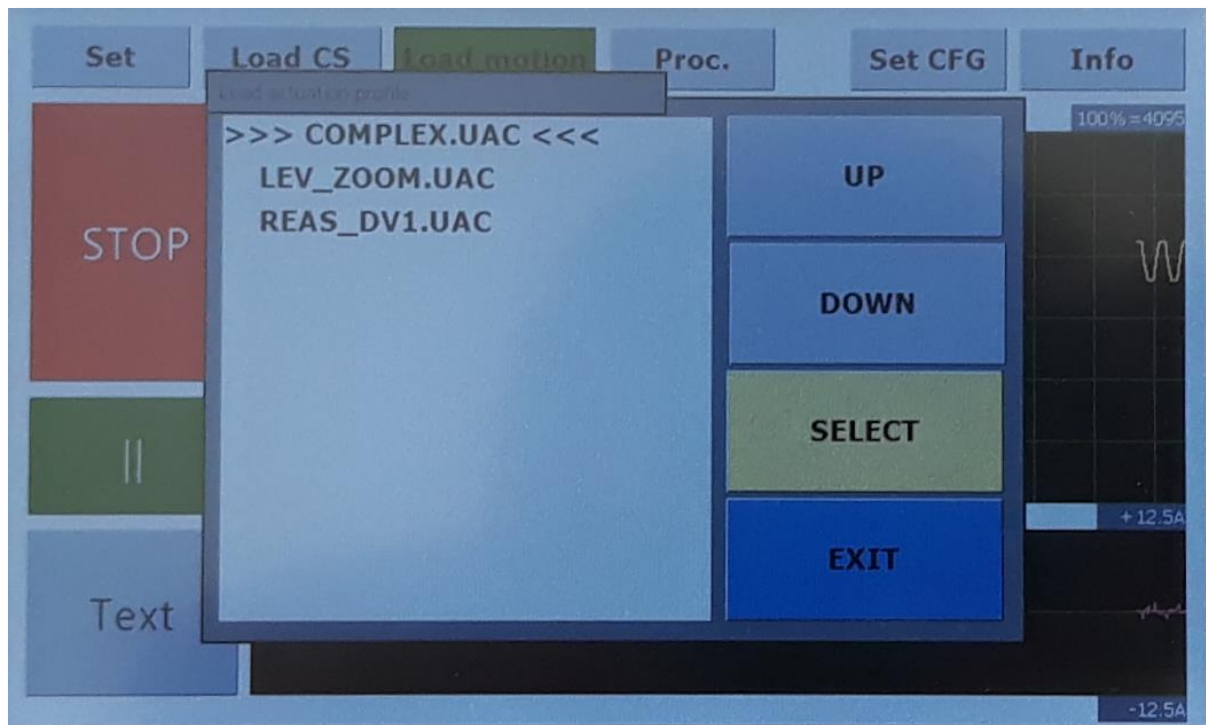 Set Load CS Load motion Proc. Set CFG Info
Load actuation profile
100%=4095
>>> COMPLEX.UAC <<<
LEV_ZOOM.UAC
REAS_DV1.UAC
UP
DOWN
SELECT
EXIT
STOP
||
Text
+12.5A
-12.5A